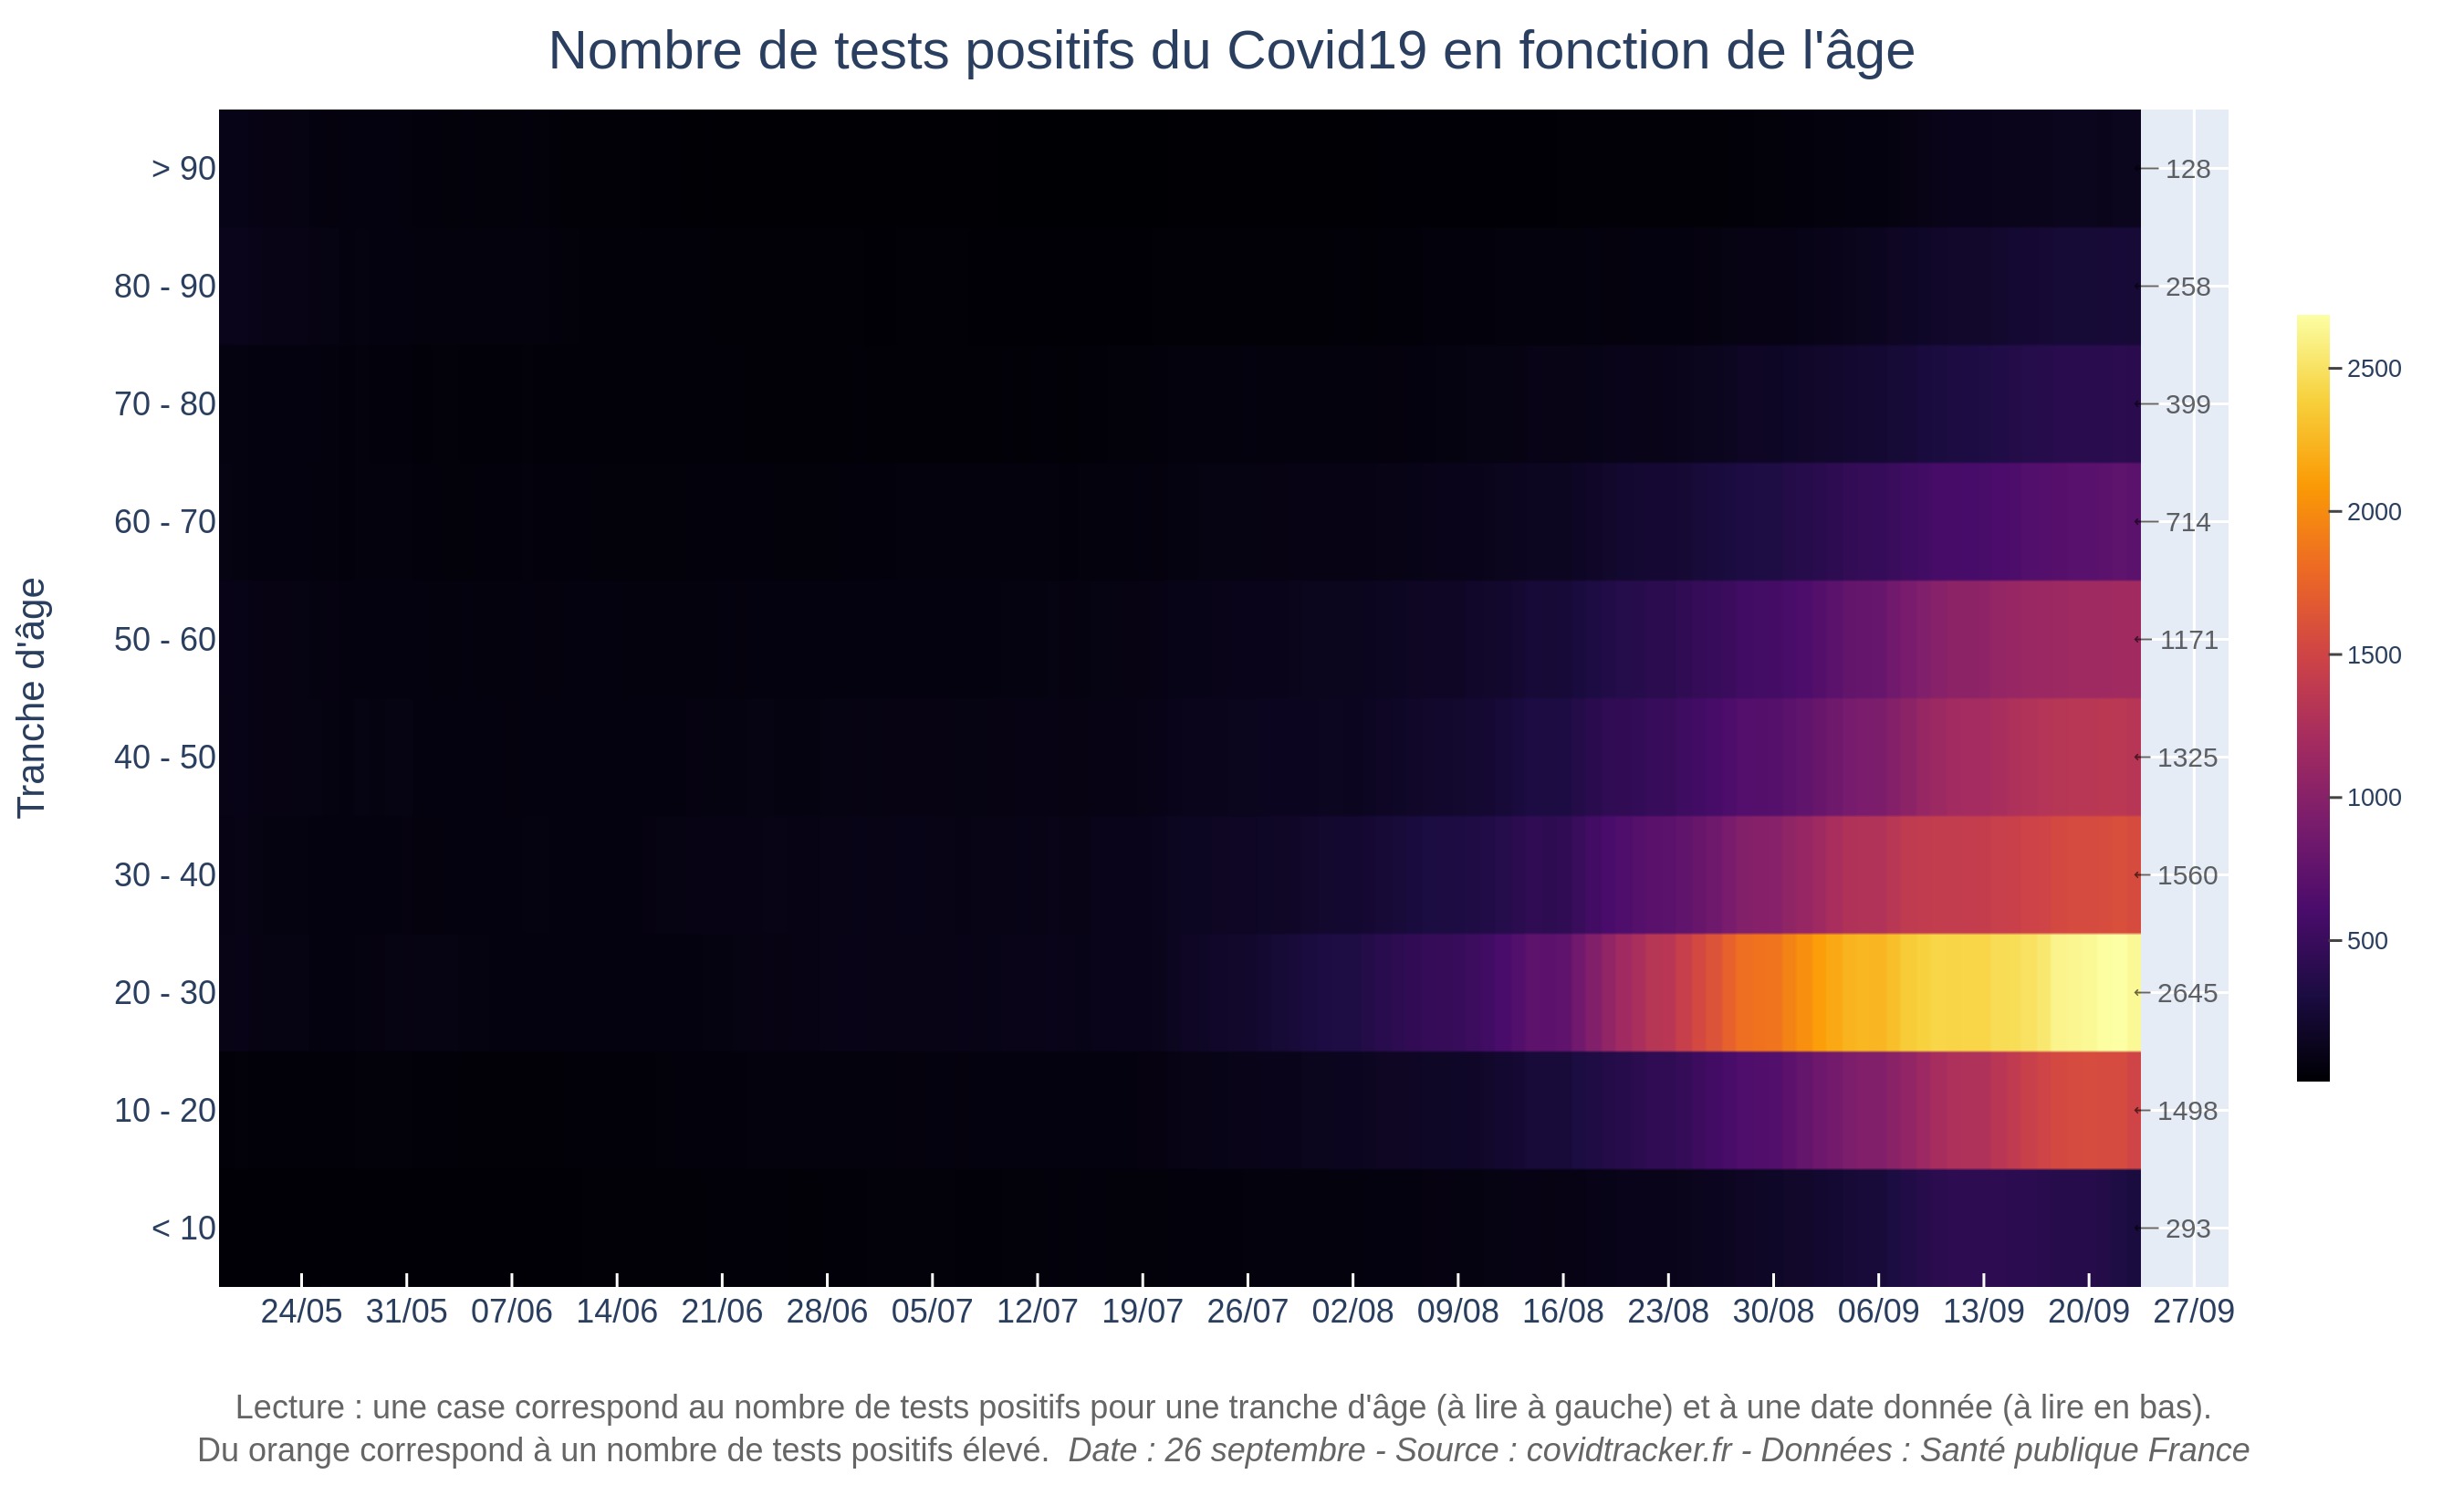 Nombre de tests positifs du Covid19 en fonction de l'âge
Tranche d'âge
> 90
80 - 90
70 - 80
60 - 70
50 - 60
40 - 50
30 - 40
20 - 30
10 - 20
< 10
128
258
399
714
1171
1325
1560
2645
1498
293
2500
2000
1500
1000
500
24/05 31/05 07/06 14/06 21/06 28/06 05/07 12/07 19/07 26/07 02/08 09/08 16/08 23/08 30/08 06/09 13/09 20/09 27/09
Lecture : une case correspond au nombre de tests positifs pour une tranche d'âge (à lire à gauche) et à une date donnée (à lire en bas).
Du orange correspond à un nombre de tests positifs élevé. Date : 26 septembre - Source : covidtracker.fr - Données : Santé publique France